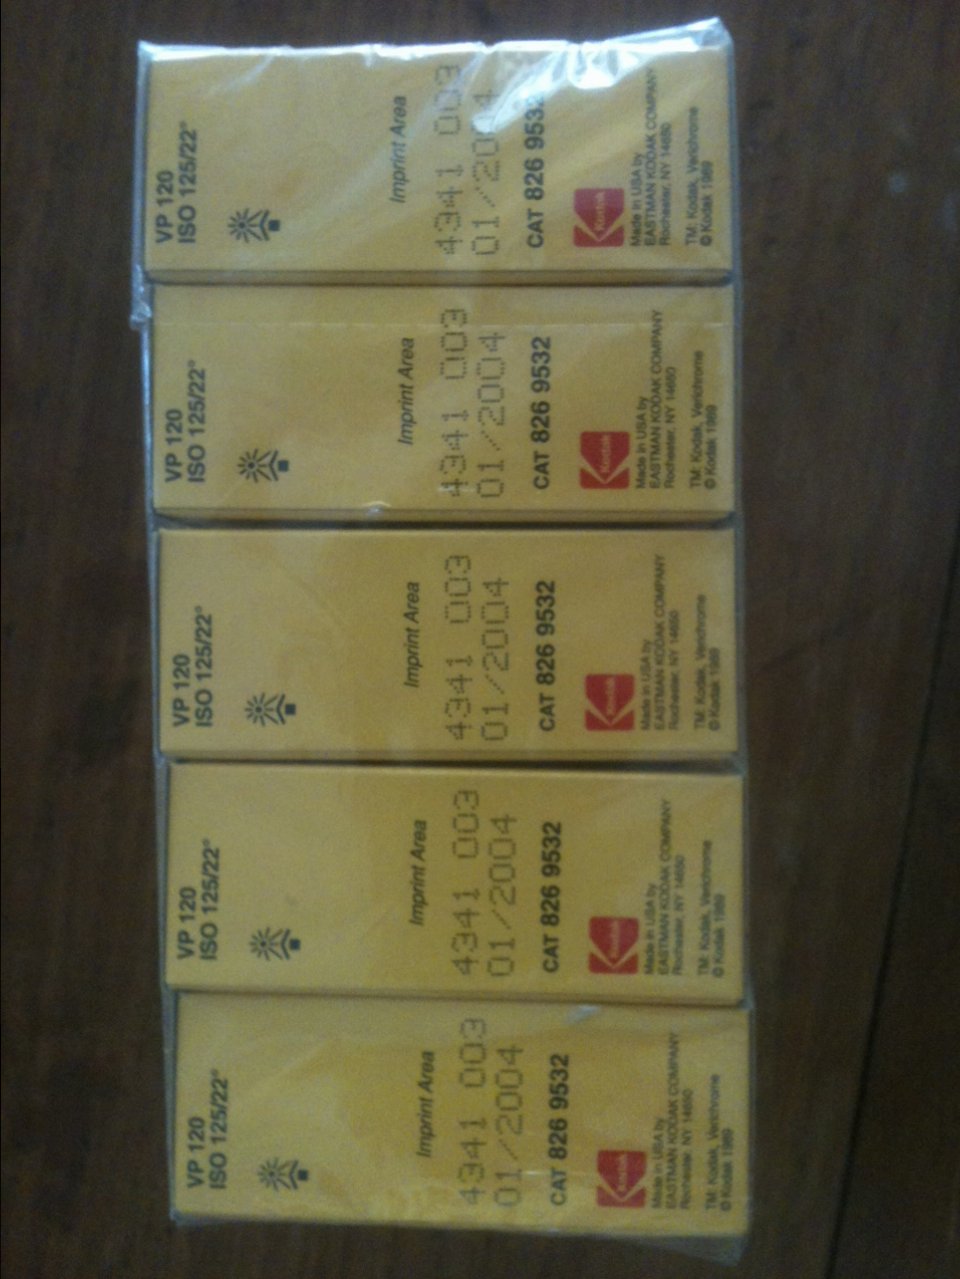 VP 120
ISO 125/22°
Imprint Area
4341 003
01/2004
CAT 826 9532
Kodak
Made in USA by
EASTMAN KODAK COMPANY
Rochester, NY 14650
TM: Kodak, Verichrome
© Kodak 1989
VP 120
ISO 125/22°
Imprint Area
4341 003
01/2004
CAT 826 9532
Kodak
Made in USA by
EASTMAN KODAK COMPANY
Rochester, NY 14650
TM: Kodak, Verichrome
© Kodak 1989
VP 120
ISO 125/22°
Imprint Area
4341 003
01/2004
CAT 826 9532
Kodak
Made in USA by
EASTMAN KODAK COMPANY
Rochester, NY 14650
TM: Kodak, Verichrome
© Kodak 1989
VP 120
ISO 125/22°
Imprint Area
4341 003
01/2004
CAT 826 9532
Kodak
Made in USA by
EASTMAN KODAK COMPANY
Rochester, NY 14650
TM: Kodak, Verichrome
© Kodak 1989
VP 120
ISO 125/22°
Imprint Area
4341 003
01/2004
CAT 826 9532
Kodak
Made in USA by
EASTMAN KODAK COMPANY
Rochester, NY 14650
TM: Kodak, Verichrome
© Kodak 1989